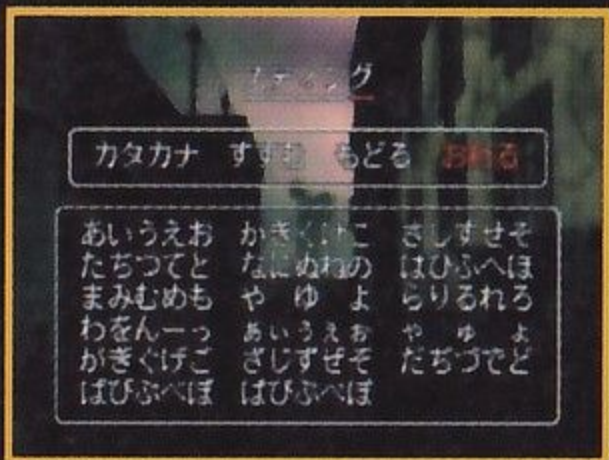 カタカナ すすむ もどる おわる
あいうえお かきくけこ さしすせそ
たちつてと なにぬねの はひふへほ
まみむめも や ゆ よ らりるれろ
わをんーっ ぁぃぅぇぉ ゃ ゅ ょ
がぎぐげご ざじずぜぞ だぢづでど
ばびぶべぼ ぱぴぷぺぽ